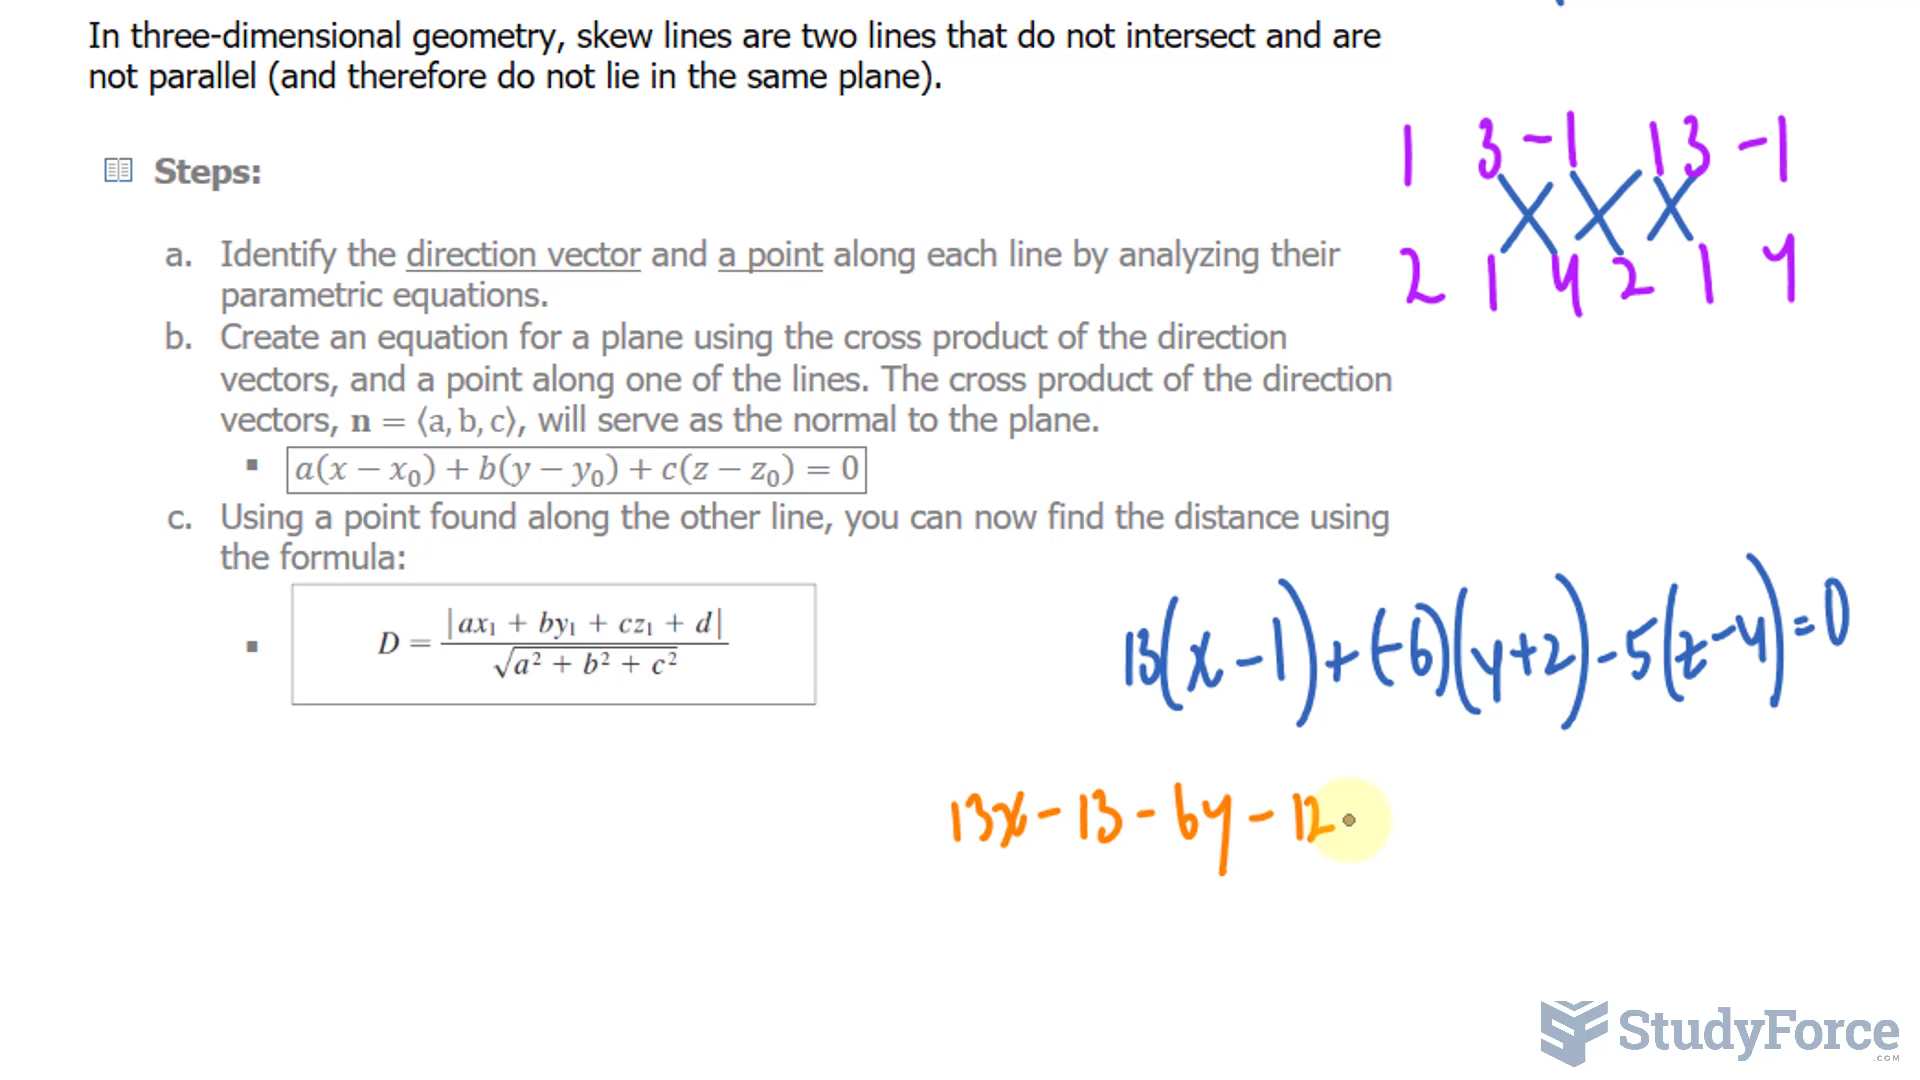 In three-dimensional geometry, skew lines are two lines that do not intersect and are
not parallel (and therefore do not lie in the same plane).
1 3 -1 1 3 -1
2 1 4 2 1 4
Steps:
a. Identify the direction vector and a point along each line by analyzing their
parametric equations.
b. Create an equation for a plane using the cross product of the direction
vectors, and a point along one of the lines. The cross product of the direction
vectors, n = ⟨a, b, c⟩, will serve as the normal to the plane.
▪ a(x − x₀) + b(y − y₀) + c(z − z₀) = 0
c. Using a point found along the other line, you can now find the distance using
the formula:
▪ D = |ax₁ + by₁ + cz₁ + d| / √a² + b² + c²
13(x-1)+(-6)(y+2)-5(z-4)=0
13x-13-6y-12
StudyForce
.COM